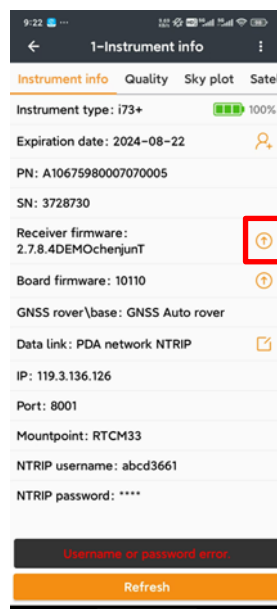 9:22
1-Instrument info
Instrument info Quality Sky plot Satel
Instrument type: i73+ 100%
Expiration date: 2024-08-22
PN: A10675980007070005
SN: 3728730
Receiver firmware:
2.7.8.4DEMOchenjunT
Board firmware: 10110
GNSS rover\base: GNSS Auto rover
Data link: PDA network NTRIP
IP: 119.3.136.126
Port: 8001
Mountpoint: RTCM33
NTRIP username: abcd3661
NTRIP password: ****
Username or password error.
Refresh